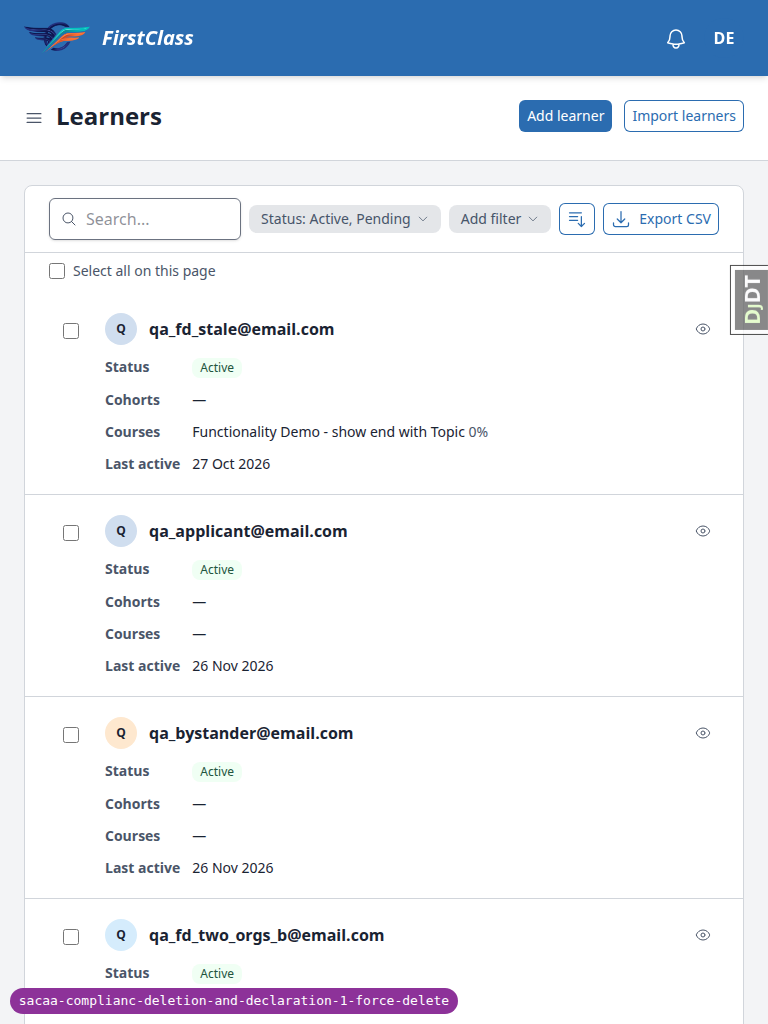 FirstClass
DE
Learners
Add learner
Import learners
Search...
Status: Active, Pending
Add filter
Export CSV
Select all on this page
DJDT
Q
qa_fd_stale@email.com
Status Active
Cohorts —
Courses Functionality Demo - show end with Topic 0%
Last active 27 Oct 2026
Q
qa_applicant@email.com
Status Active
Cohorts —
Courses —
Last active 26 Nov 2026
Q
qa_bystander@email.com
Status Active
Cohorts —
Courses —
Last active 26 Nov 2026
Q
qa_fd_two_orgs_b@email.com
Status Active
sacaa-complianc-deletion-and-declaration-1-force-delete